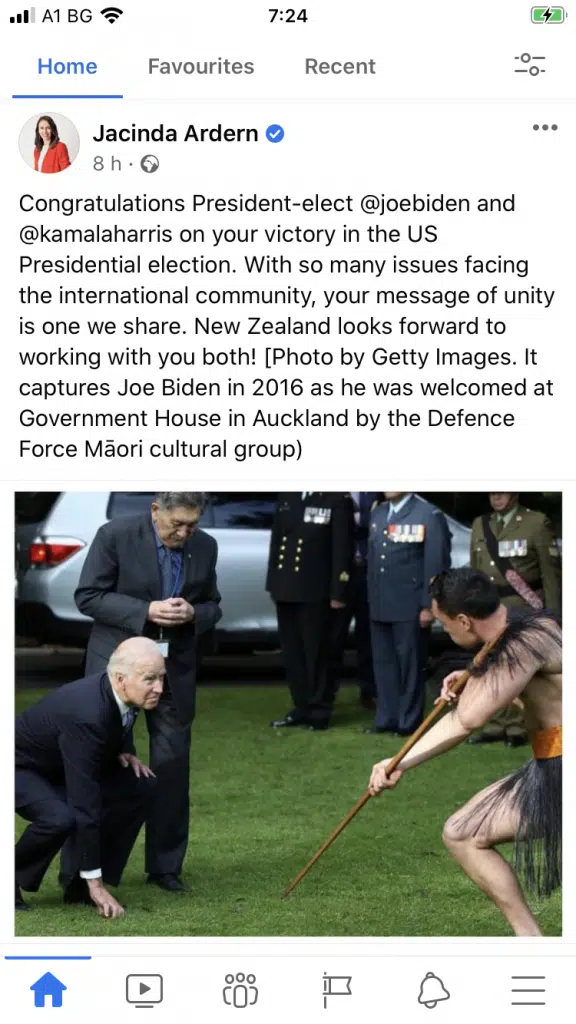 A1 BG 7:24
Home Favourites Recent
Jacinda Ardern
8 h ·
Congratulations President-elect @joebiden and
@kamalaharris on your victory in the US
Presidential election. With so many issues facing
the international community, your message of unity
is one we share. New Zealand looks forward to
working with you both! [Photo by Getty Images. It
captures Joe Biden in 2016 as he was welcomed at
Government House in Auckland by the Defence
Force Māori cultural group)